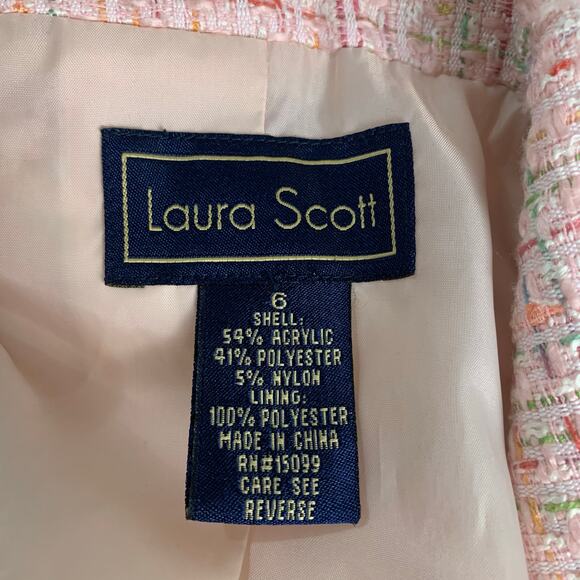 Laura Scott
6
SHELL:
54% ACRYLIC
41% POLYESTER
5% NYLON
LINING:
100% POLYESTER
MADE IN CHINA
RN#15099
CARE SEE
REVERSE